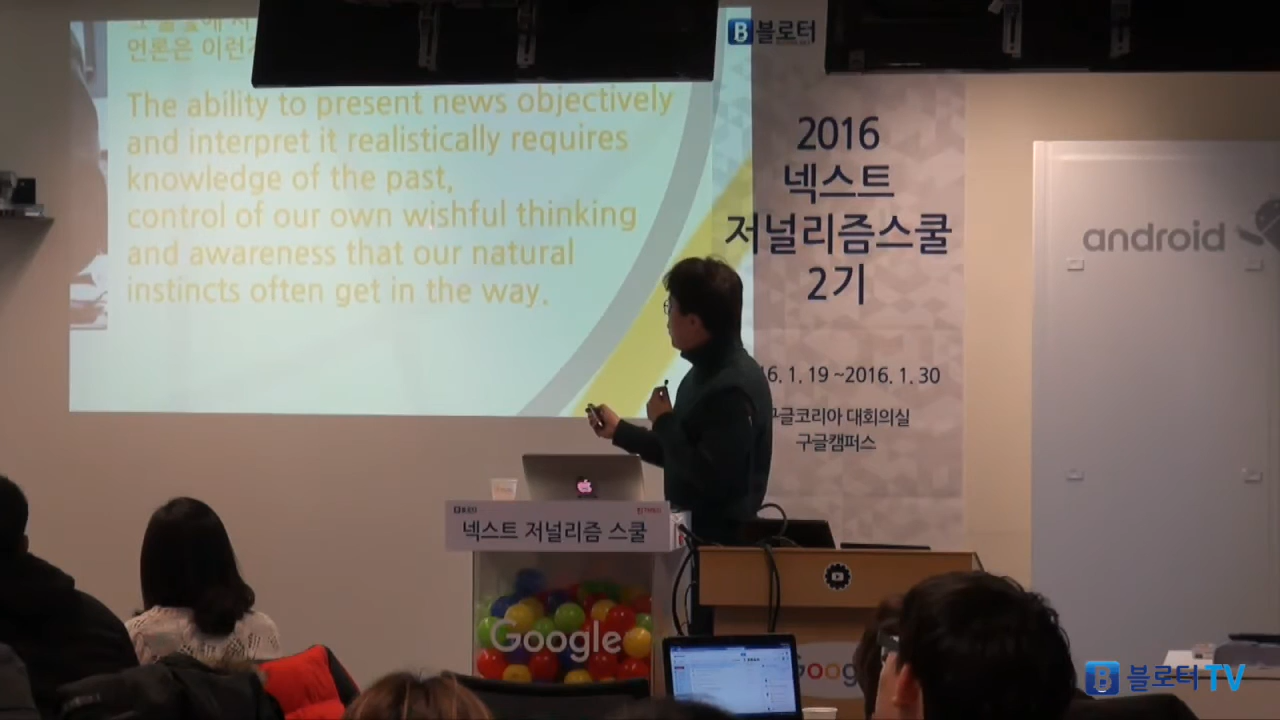 언론은 이런
The ability to present news objectively
and interpret it realistically requires
knowledge of the past,
control of our own wishful thinking
and awareness that our natural
instincts often get in the way.
B 블로터
2016
넥스트
저널리즘스쿨
2기
16. 1. 19 ~2016. 1. 30
구글코리아 대회의실
구글캠퍼스
android
넥스트 저널리즘 스쿨
Google
Goog
B 블로터 TV